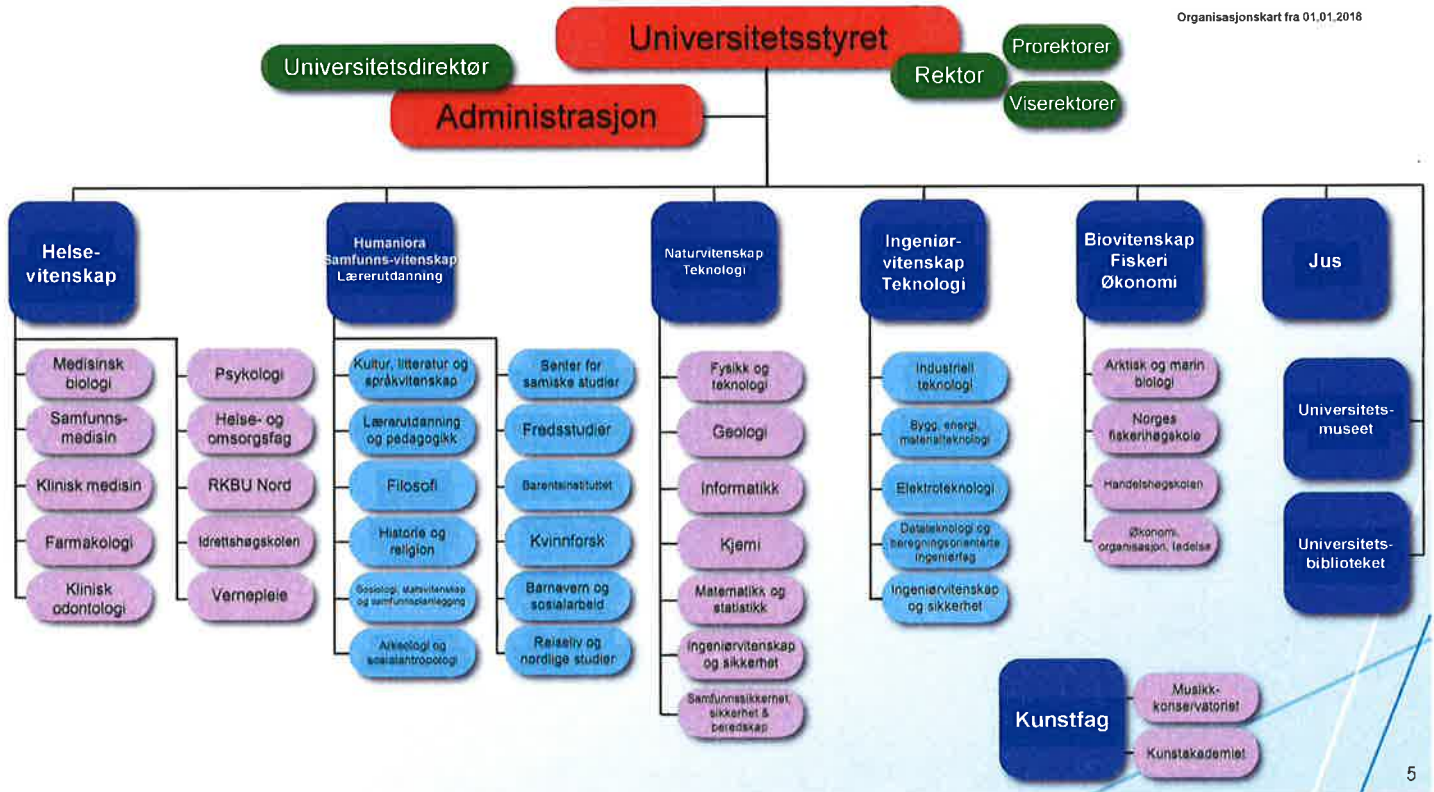 Organisasjonskart fra 01.01.2018
Universitetsstyret
Universitetsdirektør
Administrasjon
Rektor
Prorektorer
Viserektorer
Helse-
vitenskap
Medisinsk
biologi
Samfunns-
medisin
Klinisk medisin
Farmakologi
Klinisk
odontologi
Psykologi
Helse- og
omsorgsfag
RKBU Nord
Idrettshøgskolen
Vernepleie
Humaniora
Samfunns-vitenskap
Lærerutdanning
Kultur, litteratur og
språkvitenskap
Lærerutdanning
og pedagogikk
Filosofi
Historie og
religion
Sosiologi, statsvitenskap
og samfunnsplanlegging
Arkeologi og
sosialantropologi
Senter for
samiske studier
Fredsstudier
Barentsinstituttet
Kvinnforsk
Barnevern og
sosialarbeid
Reiseliv og
nordlige studier
Naturvitenskap
Teknologi
Fysikk og
teknologi
Geologi
Informatikk
Kjemi
Matematikk og
statistikk
Ingeniørvitenskap
og sikkerhet
Samfunnssikkerhet,
sikkerhet &
beredskap
Ingeniør-
vitenskap
Teknologi
Industriell
teknologi
Bygg, energi,
materialteknologi
Elektroteknologi
Datateknologi og
beregningsorienterte
ingeniørfag
Ingeniørvitenskap
og sikkerhet
Biovitenskap
Fiskeri
Økonomi
Arktisk og marin
biologi
Norges
fiskerihøgskole
Handelshøgskolen
Økonomi,
organisasjon, ledelse
Jus
Universitets-
museet
Universitets-
biblioteket
Kunstfag
Musikk-
konservatoriet
Kunstakademiet
5